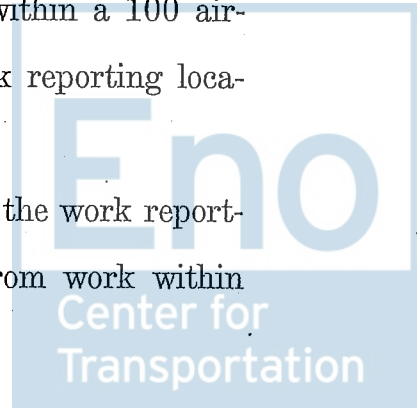 within a 100 air-
k reporting loca-
the work report-
rom work within
Eno
Center for
Transportation